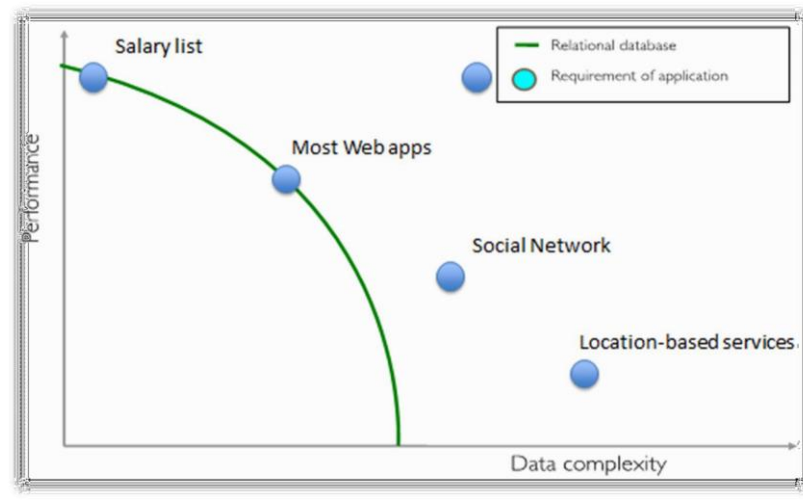 Salary list
Relational database
Requirement of application
Most Web apps
Performance
Social Network
Location-based services
Data complexity